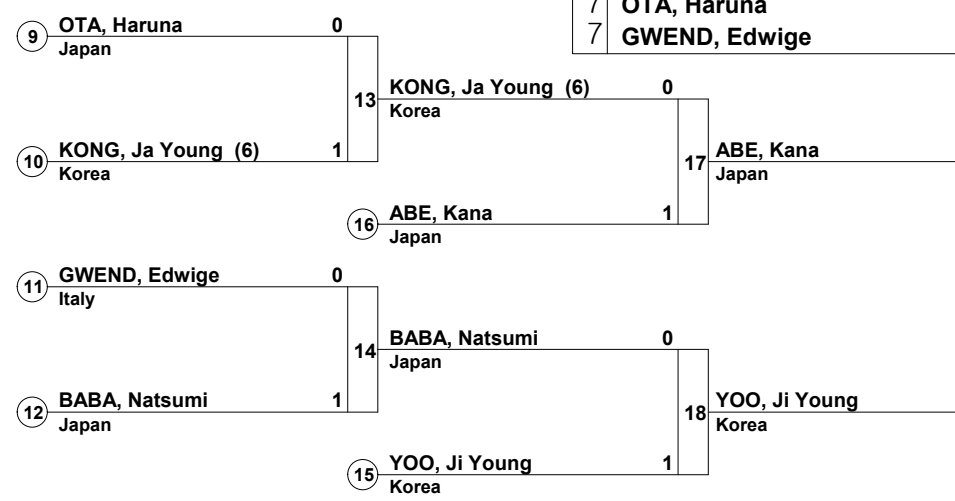 7 OTA, Haruna
7 GWEND, Edwige
9 OTA, Haruna 0
Japan
13 KONG, Ja Young (6) 0
Korea
10 KONG, Ja Young (6) 1
Korea
17 ABE, Kana
Japan
16 ABE, Kana 1
Japan
11 GWEND, Edwige 0
Italy
14 BABA, Natsumi 0
Japan
12 BABA, Natsumi 1
Japan
18 YOO, Ji Young
Korea
15 YOO, Ji Young 1
Korea